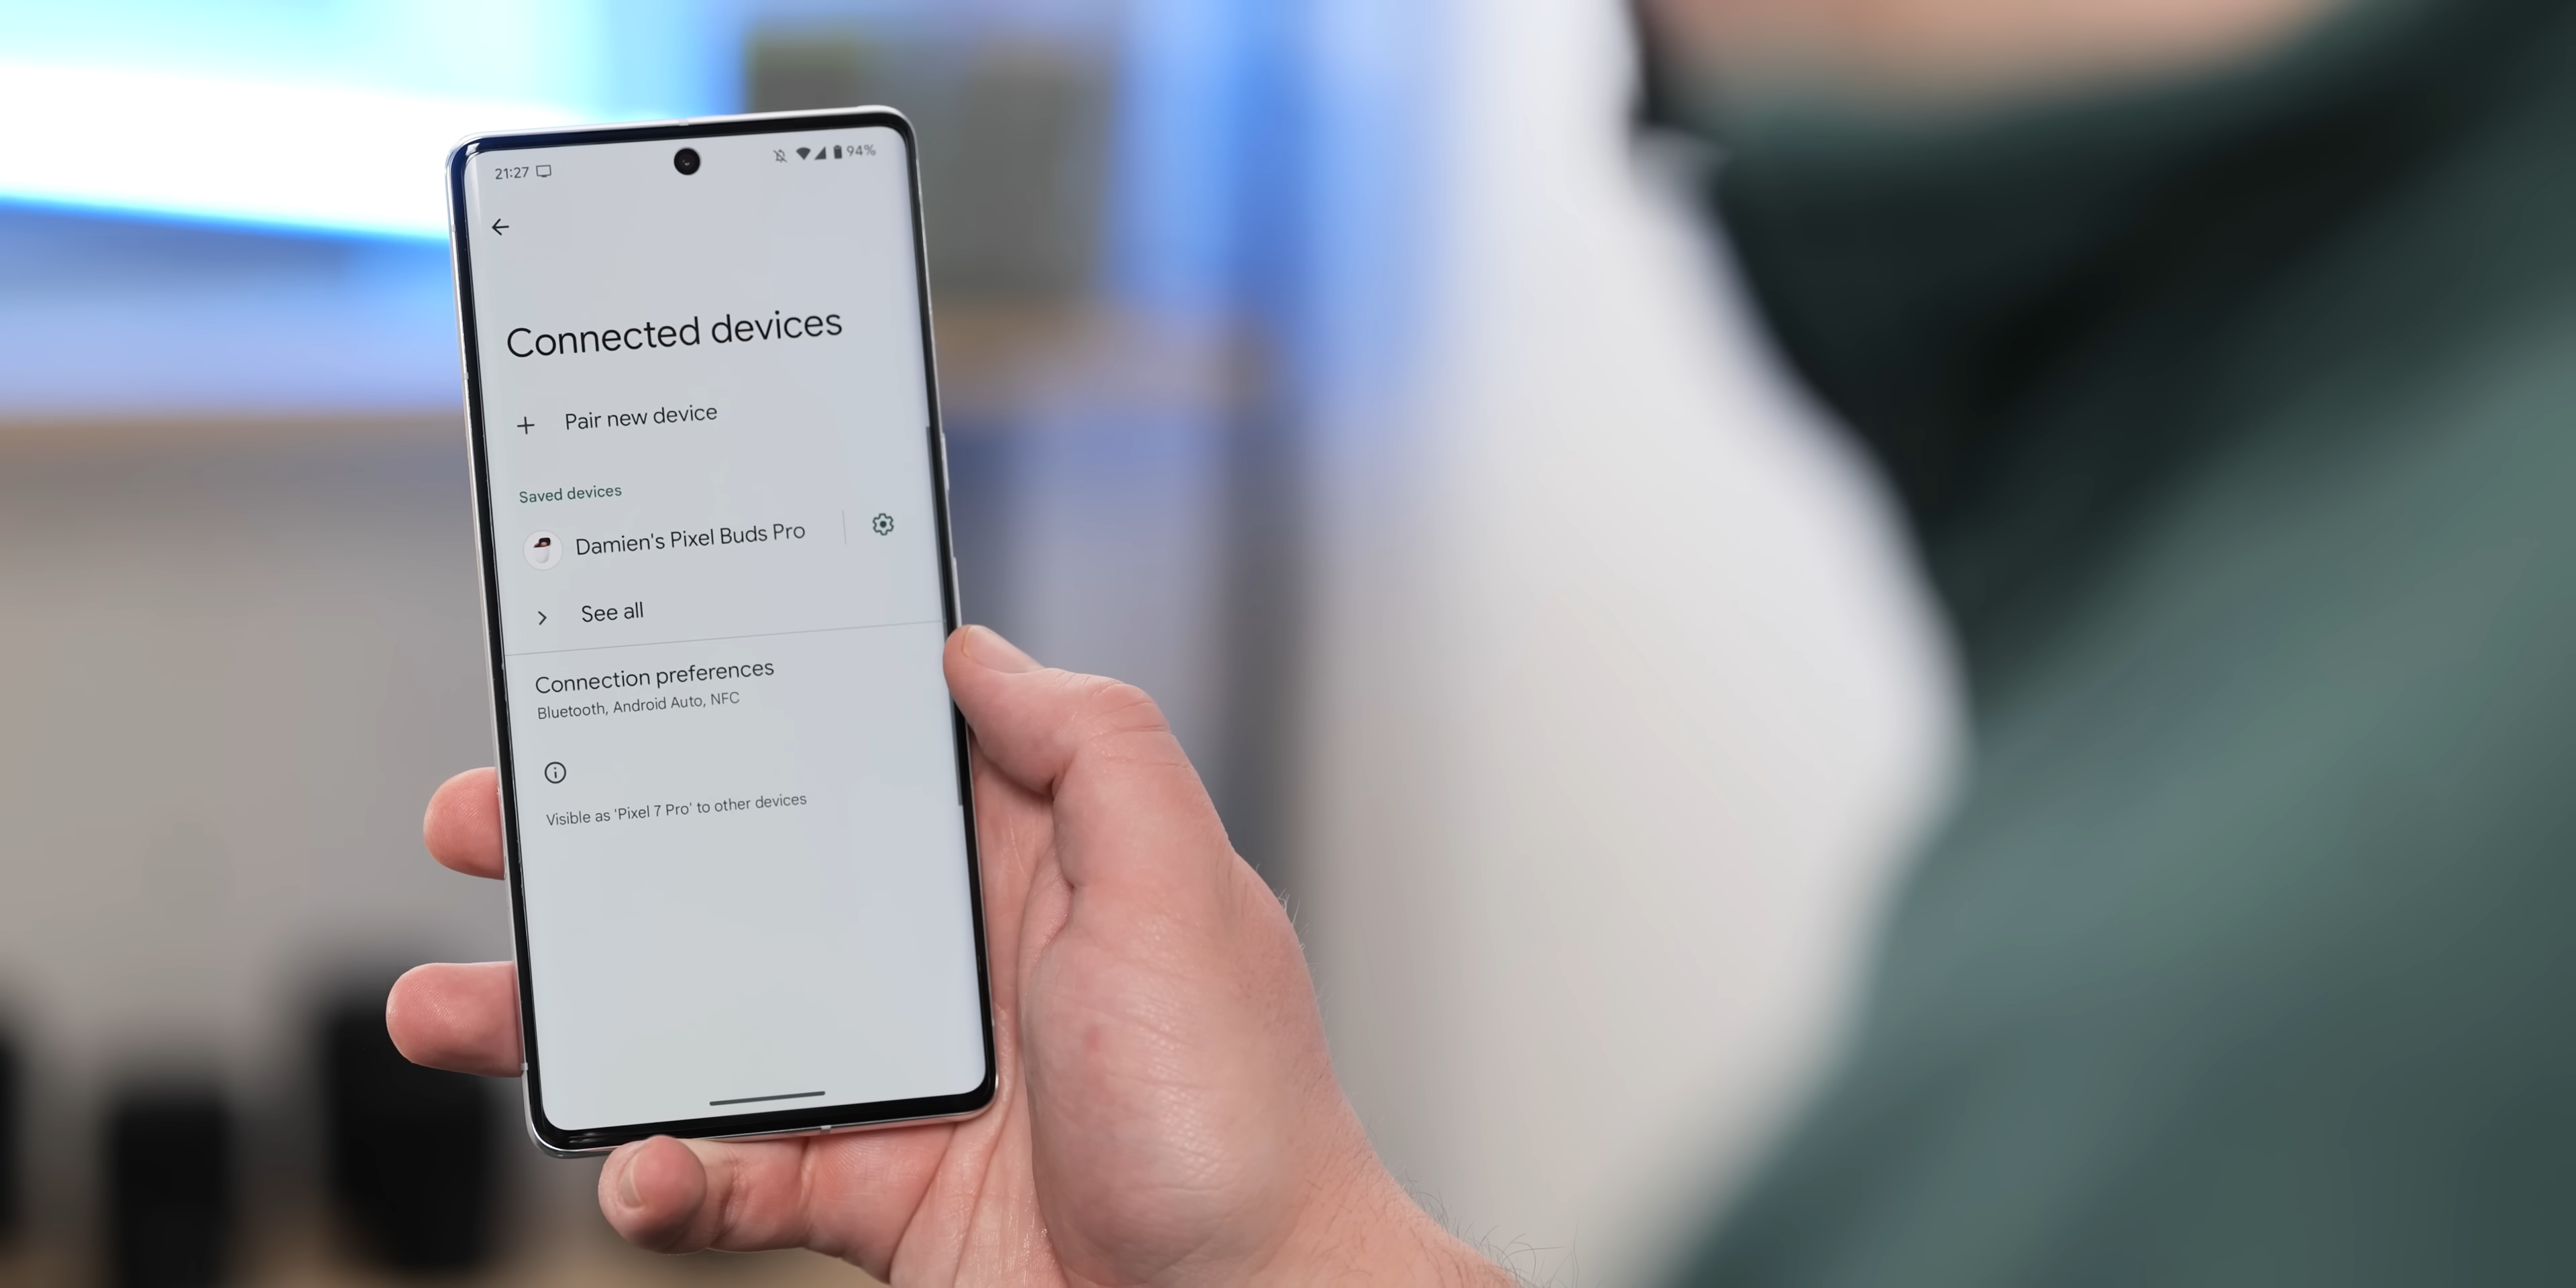 21:27 94%
Connected devices
Pair new device
Saved devices
Damien's Pixel Buds Pro
See all
Connection preferences
Bluetooth, Android Auto, NFC
Visible as 'Pixel 7 Pro' to other devices